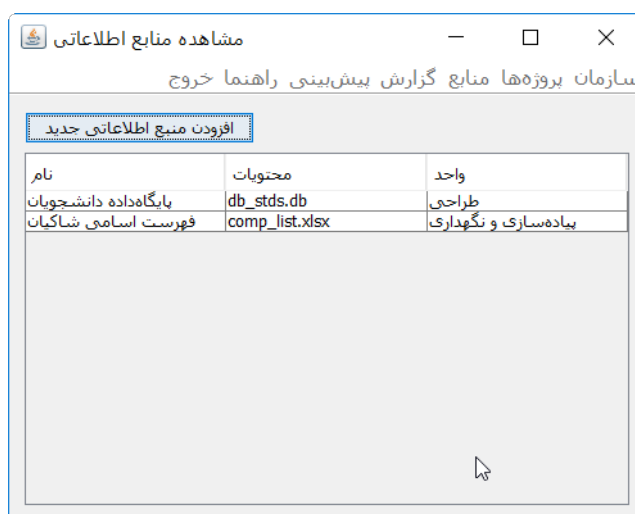 مشاهده منابع اطلاعاتی
سازمان پروژه‌ها منابع گزارش پیش‌بینی راهنما خروج
افزودن منبع اطلاعاتی جدید
نام محتویات واحد
پایگاه‌داده دانشجویان db_stds.db طراحی
فهرست اسامی شاکیان comp_list.xlsx پیاده‌سازی و نگهداری